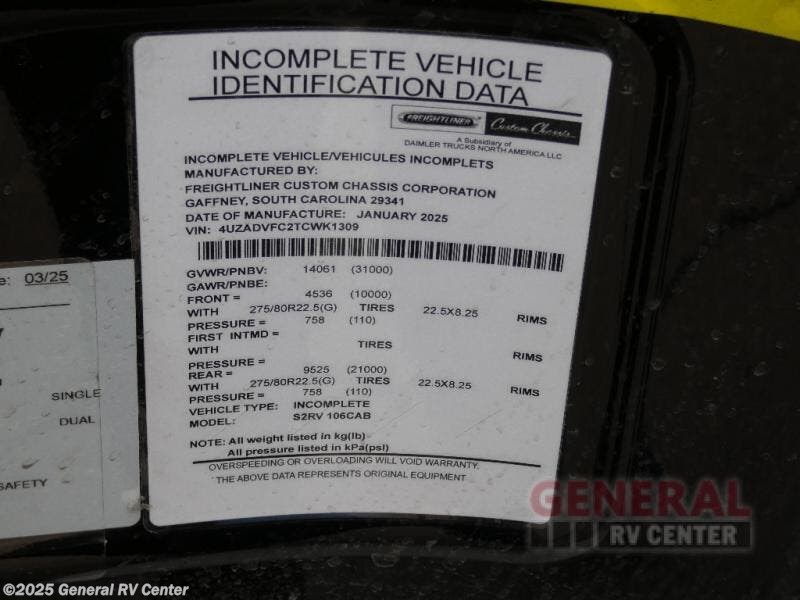 INCOMPLETE VEHICLE
IDENTIFICATION DATA
FREIGHTLINER Custom Chassis
A Subsidiary of
DAIMLER TRUCKS NORTH AMERICA LLC
INCOMPLETE VEHICLE/VEHICULES INCOMPLETS
MANUFACTURED BY:
FREIGHTLINER CUSTOM CHASSIS CORPORATION
GAFFNEY, SOUTH CAROLINA 29341
DATE OF MANUFACTURE: JANUARY 2025
VIN: 4UZADVFC2TCWK1309
GVWR/PNBV: 14061 (31000)
GAWR/PNBE:
FRONT = 4536 (10000)
WITH 275/80R22.5(G) TIRES 22.5X8.25 RIMS
PRESSURE = 758 (110)
FIRST INTMD =
WITH TIRES RIMS
PRESSURE =
REAR = 9525 (21000)
WITH 275/80R22.5(G) TIRES 22.5X8.25 RIMS
PRESSURE = 758 (110)
VEHICLE TYPE: INCOMPLETE
MODEL: S2RV 106CAB
NOTE: All weight listed in kg(lb)
All pressure listed in kPa(psi)
OVERSPEEDING OR OVERLOADING WILL VOID WARRANTY.
THE ABOVE DATA REPRESENTS ORIGINAL EQUIPMENT
03/25
SINGLE
DUAL
SAFETY
GENERAL
RV CENTER
©2025 General RV Center